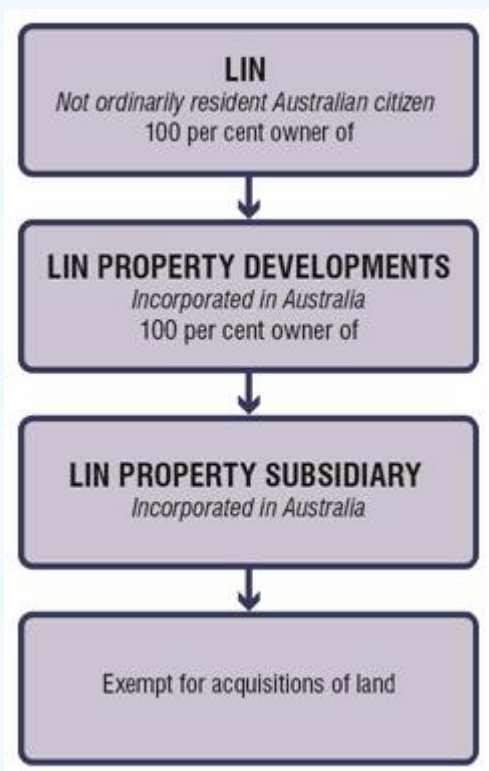 LIN
Not ordinarily resident Australian citizen
100 per cent owner of
LIN PROPERTY DEVELOPMENTS
Incorporated in Australia
100 per cent owner of
LIN PROPERTY SUBSIDIARY
Incorporated in Australia
Exempt for acquisitions of land